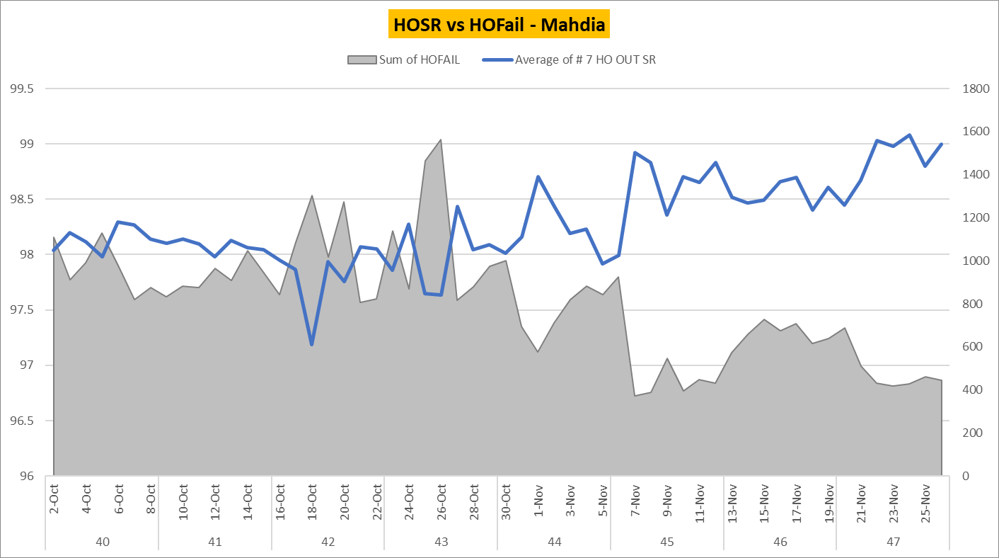 HOSR vs HOFail - Mahdia
Sum of HOFAIL Average of # 7 HO OUT SR
99.5
99
98.5
98
97.5
97
96.5
96
1800
1600
1400
1200
1000
800
600
400
200
0
2-Oct
4-Oct
6-Oct
8-Oct
10-Oct
12-Oct
14-Oct
16-Oct
18-Oct
20-Oct
22-Oct
24-Oct
26-Oct
28-Oct
30-Oct
1-Nov
3-Nov
5-Nov
7-Nov
9-Nov
11-Nov
13-Nov
15-Nov
17-Nov
19-Nov
21-Nov
23-Nov
25-Nov
40 41 42 43 44 45 46 47